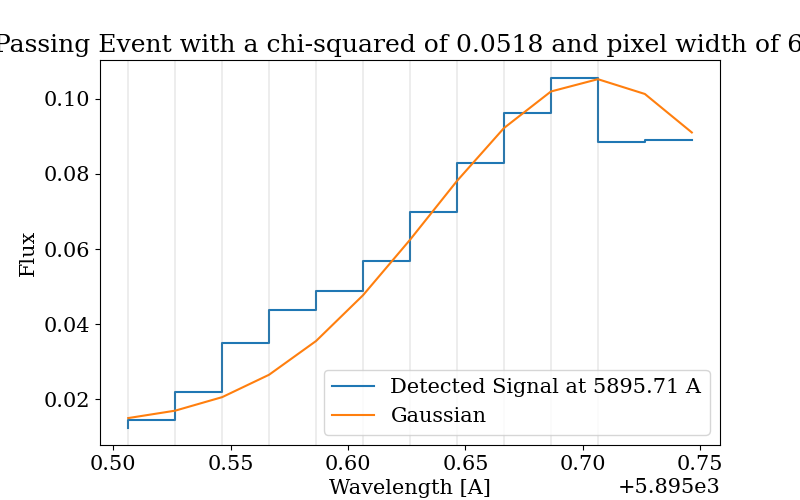 Passing Event with a chi-squared of 0.0518 and pixel width of 6
Flux
0.10
0.08
0.06
0.04
0.02
Detected Signal at 5895.71 A
Gaussian
0.50 0.55 0.60 0.65 0.70 0.75
Wavelength [A]
+5.895e3